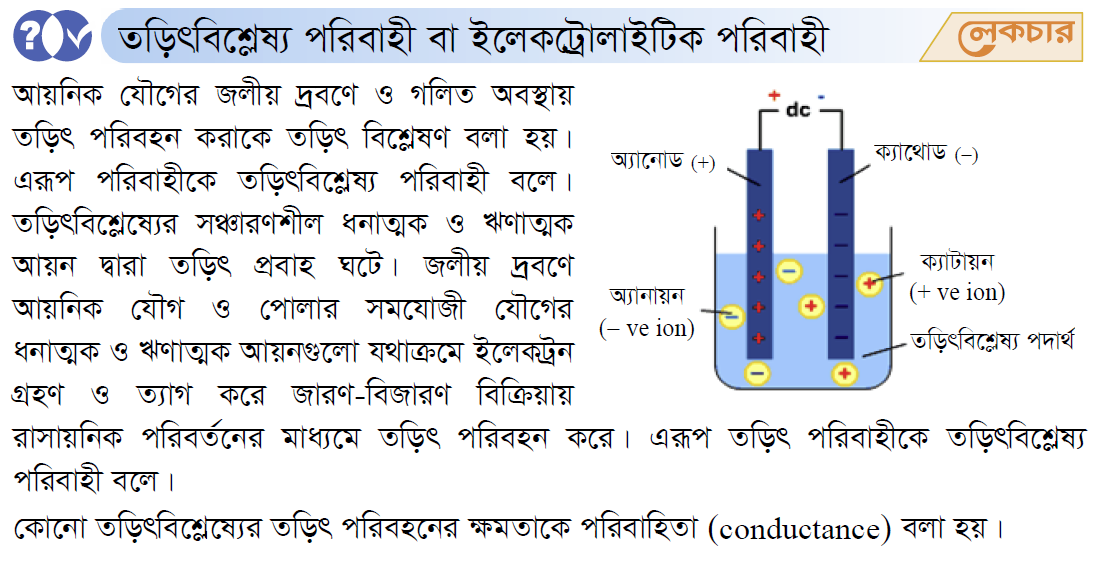 তড়িৎবিশ্লেষ্য পরিবাহী বা ইলেকট্রোলাইটিক পরিবাহী
লেকচার
আয়নিক যৌগের জলীয় দ্রবণে ও গলিত অবস্থায়
তড়িৎ পরিবহন করাকে তড়িৎ বিশ্লেষণ বলা হয়।
এরূপ পরিবাহীকে তড়িৎবিশ্লেষ্য পরিবাহী বলে।
তড়িৎবিশ্লেষ্যের সঞ্চারণশীল ধনাত্মক ও ঋণাত্মক
আয়ন দ্বারা তড়িৎ প্রবাহ ঘটে। জলীয় দ্রবণে
আয়নিক যৌগ ও পোলার সমযোজী যৌগের
ধনাত্মক ও ঋণাত্মক আয়নগুলো যথাক্রমে ইলেকট্রন
গ্রহণ ও ত্যাগ করে জারণ-বিজারণ বিক্রিয়ায়
রাসায়নিক পরিবর্তনের মাধ্যমে তড়িৎ পরিবহন করে। এরূপ তড়িৎ পরিবাহীকে তড়িৎবিশ্লেষ্য
পরিবাহী বলে।
কোনো তড়িৎবিশ্লেষ্যের তড়িৎ পরিবহনের ক্ষমতাকে পরিবাহিতা (conductance) বলা হয়।
+ -
dc
অ্যানোড (+)
ক্যাথোড (–)
ক্যাটায়ন
(+ ve ion)
অ্যানায়ন
(– ve ion)
তড়িৎবিশ্লেষ্য পদার্থ